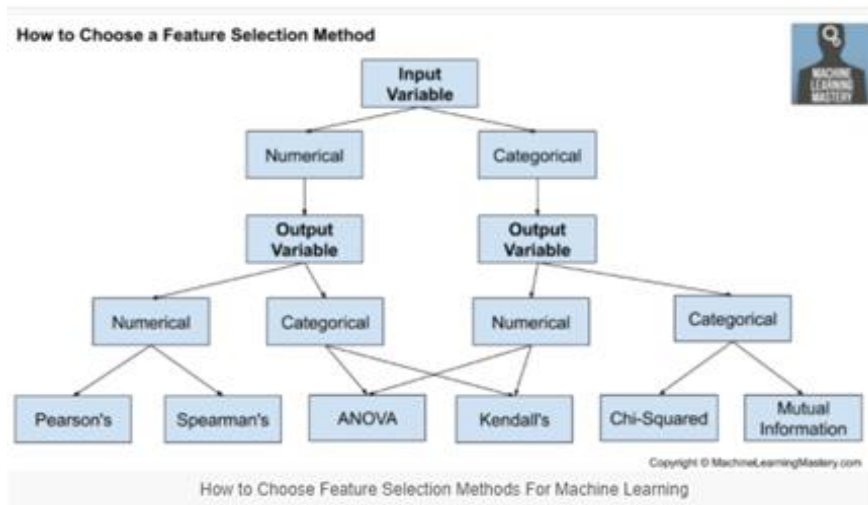 How to Choose a Feature Selection Method
MACHINE
LEARNING
MASTERY
Input
Variable
Numerical
Categorical
Output
Variable
Output
Variable
Numerical
Categorical
Numerical
Categorical
Pearson's
Spearman's
ANOVA
Kendall's
Chi-Squared
Mutual
Information
Copyright © MachineLearningMastery.com
How to Choose Feature Selection Methods For Machine Learning